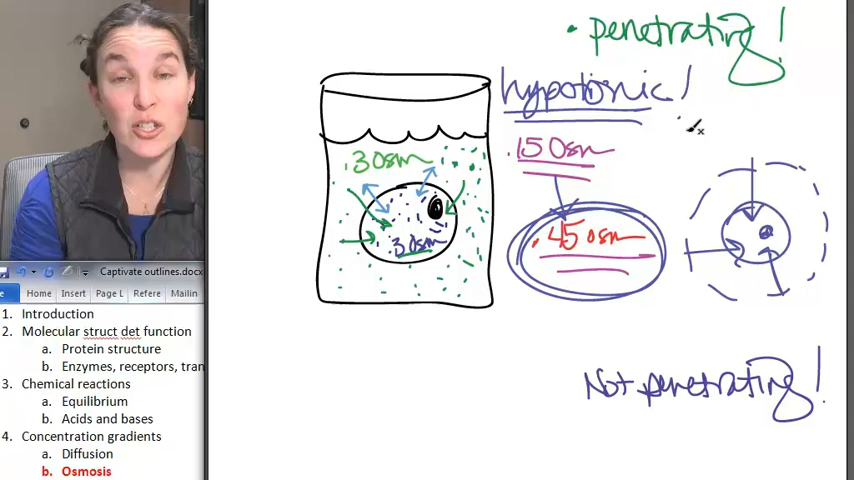 • penetrating!
hypotonic!
.15 Osm
.3 Osm
.45 osm
.3 osm
Not penetrating!
Captivate outlines.docx
Home Insert Page L Refere Mailin
1. Introduction
2. Molecular struct det function
a. Protein structure
b. Enzymes, receptors, tran
3. Chemical reactions
a. Equilibrium
b. Acids and bases
4. Concentration gradients
a. Diffusion
b. Osmosis